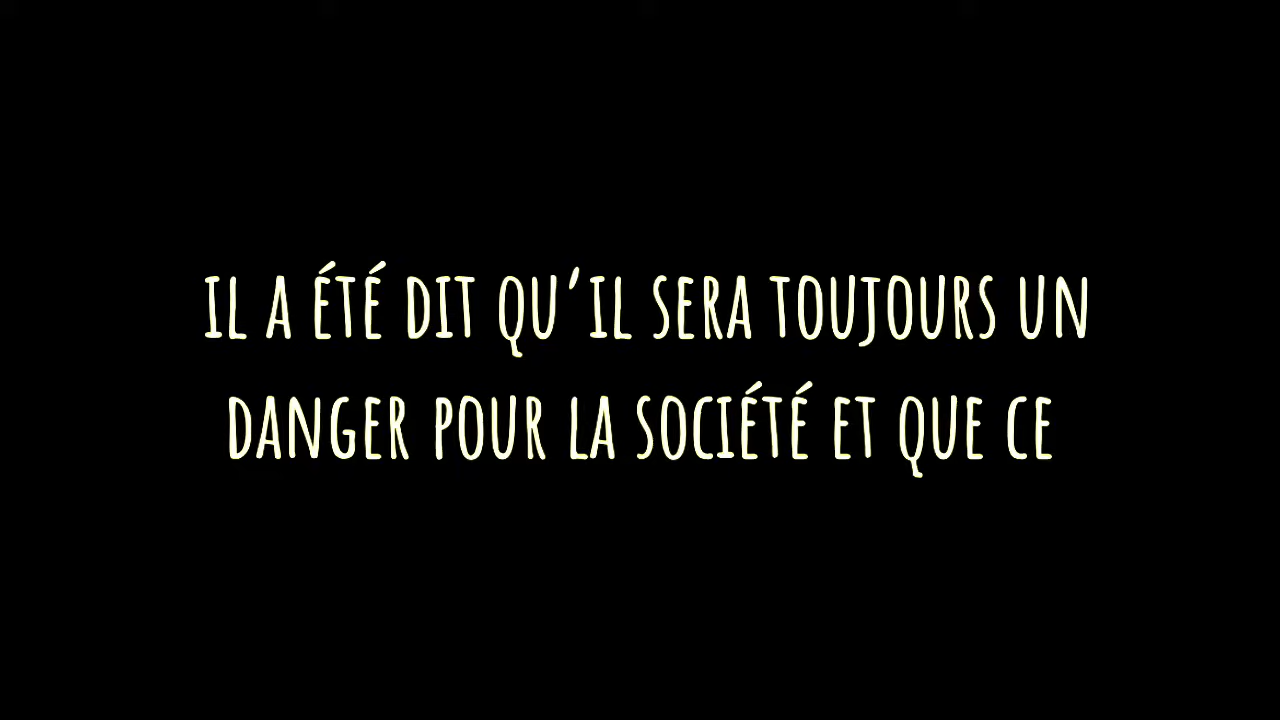 IL A ÉTÉ DIT QU'IL SERA TOUJOURS UN
DANGER POUR LA SOCIÉTÉ ET QUE CE